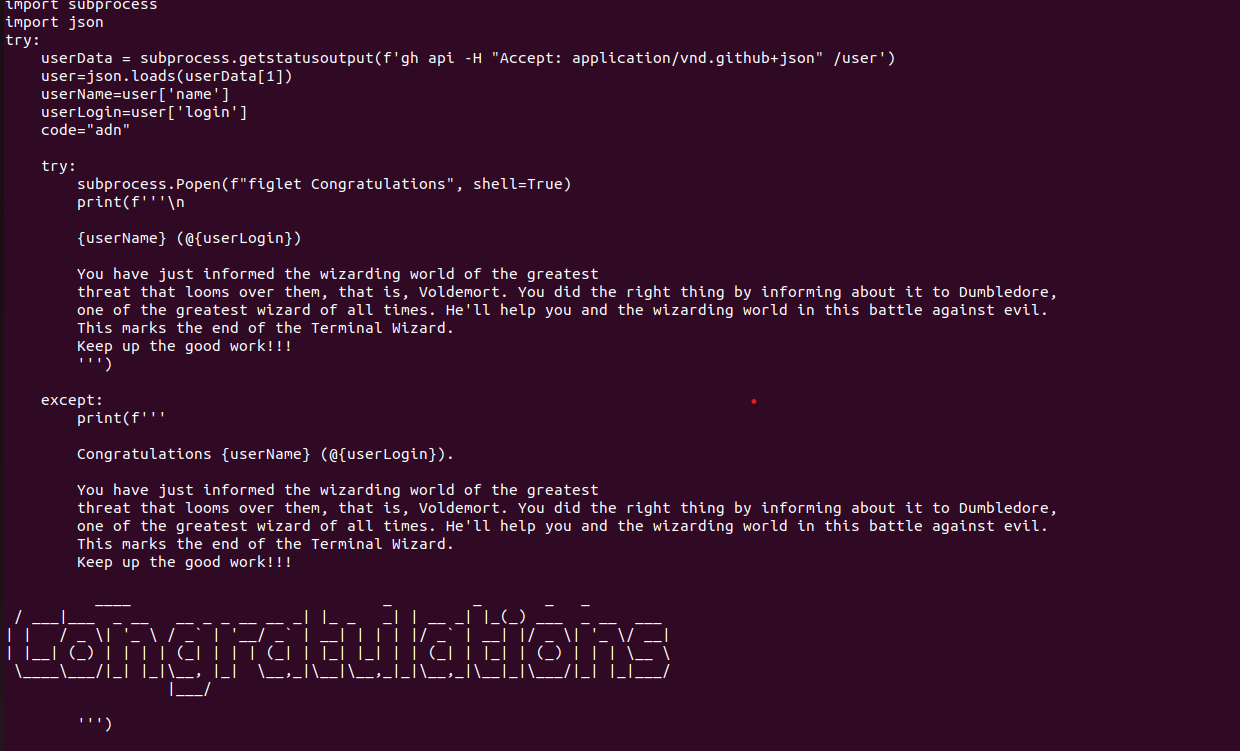 import subprocess
import json
try:
    userData = subprocess.getstatusoutput(f'gh api -H "Accept: application/vnd.github+json" /user')
    user=json.loads(userData[1])
    userName=user['name']
    userLogin=user['login']
    code="adn"

    try:
        subprocess.Popen(f"figlet Congratulations", shell=True)
        print(f'''\n

        {userName} (@{userLogin})

        You have just informed the wizarding world of the greatest
        threat that looms over them, that is, Voldemort. You did the right thing by informing about it to Dumbledore,
        one of the greatest wizard of all times. He'll help you and the wizarding world in this battle against evil.
        This marks the end of the Terminal Wizard.
        Keep up the good work!!!
        ''')

    except:
        print(f'''

        Congratulations {userName} (@{userLogin}).

        You have just informed the wizarding world of the greatest
        threat that looms over them, that is, Voldemort. You did the right thing by informing about it to Dumbledore,
        one of the greatest wizard of all times. He'll help you and the wizarding world in this battle against evil.
        This marks the end of the Terminal Wizard.
        Keep up the good work!!!

Congratulations

        ''')